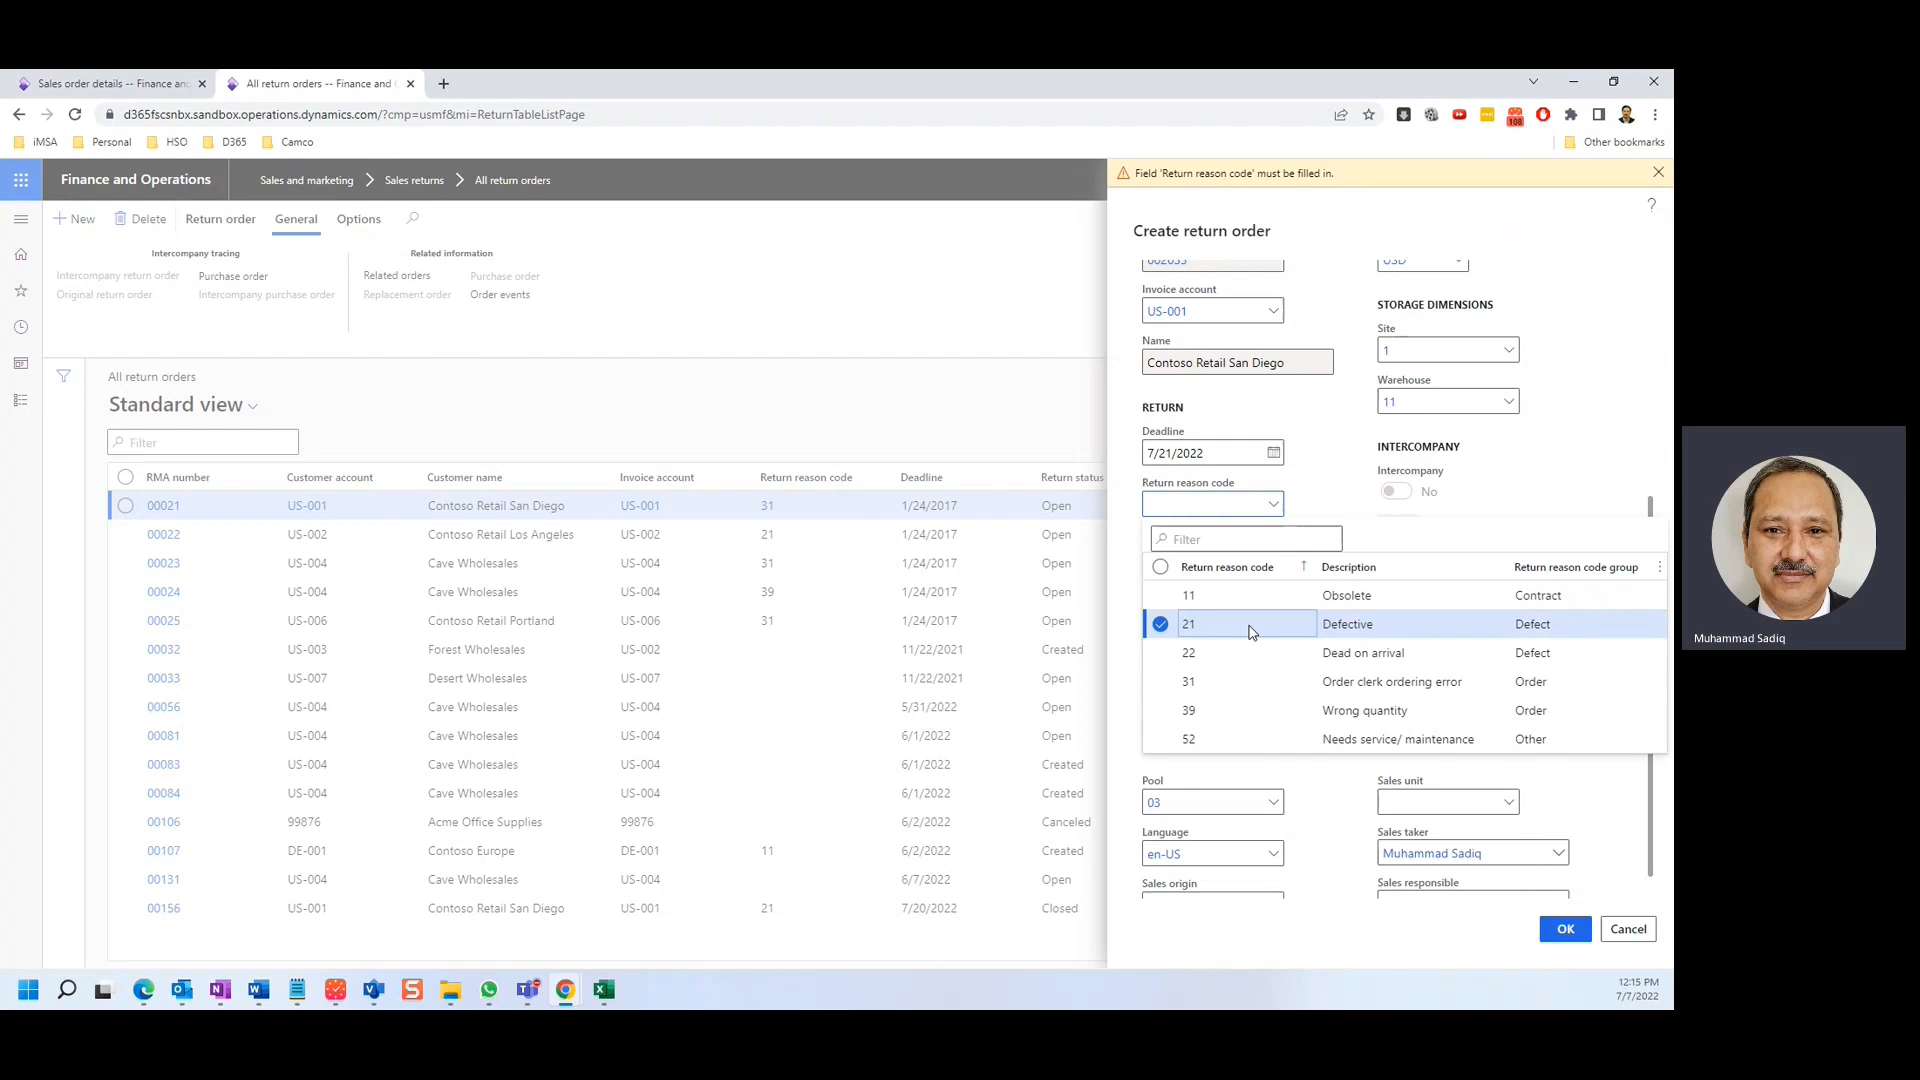 Sales order details -- Finance and
All return orders -- Finance and
d365fscsnbx.sandbox.operations.dynamics.com/?cmp=usmf&mi=ReturnTableListPage
108
iMSA
Personal
HSO
D365
Camco
Other bookmarks
Finance and Operations
Sales and marketing
Sales returns
All return orders
New
Delete
Return order
General
Options
Intercompany tracing
Related information
Intercompany return order
Purchase order
Related orders
Purchase order
Original return order
Intercompany purchase order
Replacement order
Order events
All return orders
Standard view
Filter
RMA number Customer account Customer name Invoice account Return reason code Deadline Return status
00021 US-001 Contoso Retail San Diego US-001 31 1/24/2017 Open
00022 US-002 Contoso Retail Los Angeles US-002 21 1/24/2017 Open
00023 US-003 Cave Wholesales US-003 31 1/24/2017 Open
00024 US-004 Cave Wholesales US-004 39 1/24/2017 Open
00025 US-006 Contoso Retail Portland US-006 31 1/24/2017 Open
00032 US-003 Forest Wholesales US-002 11/22/2021 Created
00033 US-007 Desert Wholesales US-007 11/22/2021 Open
00056 US-004 Cave Wholesales US-004 5/31/2022 Open
00081 US-004 Cave Wholesales US-004 6/1/2022 Open
00083 US-004 Cave Wholesales US-004 6/1/2022 Created
00084 US-004 Cave Wholesales US-004 6/1/2022 Created
00106 99876 Acme Office Supplies 99876 6/2/2022 Canceled
00107 DE-001 Contoso Europe DE-001 11 6/2/2022 Created
00131 US-004 Cave Wholesales US-004 6/7/2022 Open
00156 US-001 Contoso Retail San Diego US-001 21 7/20/2022 Closed
Field 'Return reason code' must be filled in.
?
Create return order
002035
USD
Invoice account
US-001
Name
Contoso Retail San Diego
STORAGE DIMENSIONS
Site
1
Warehouse
11
RETURN
Deadline
7/21/2022
Return reason code
INTERCOMPANY
Intercompany
No
Filter
Return reason code Description Return reason code group
11 Obsolete Contract
21 Defective Defect
22 Dead on arrival Defect
31 Order clerk ordering error Order
39 Wrong quantity Order
52 Needs service/ maintenance Other
Pool
03
Sales unit
Language
en-US
Sales taker
Muhammad Sadiq
Sales origin
Sales responsible
OK
Cancel
12:15 PM
7/7/2022
Muhammad Sadiq